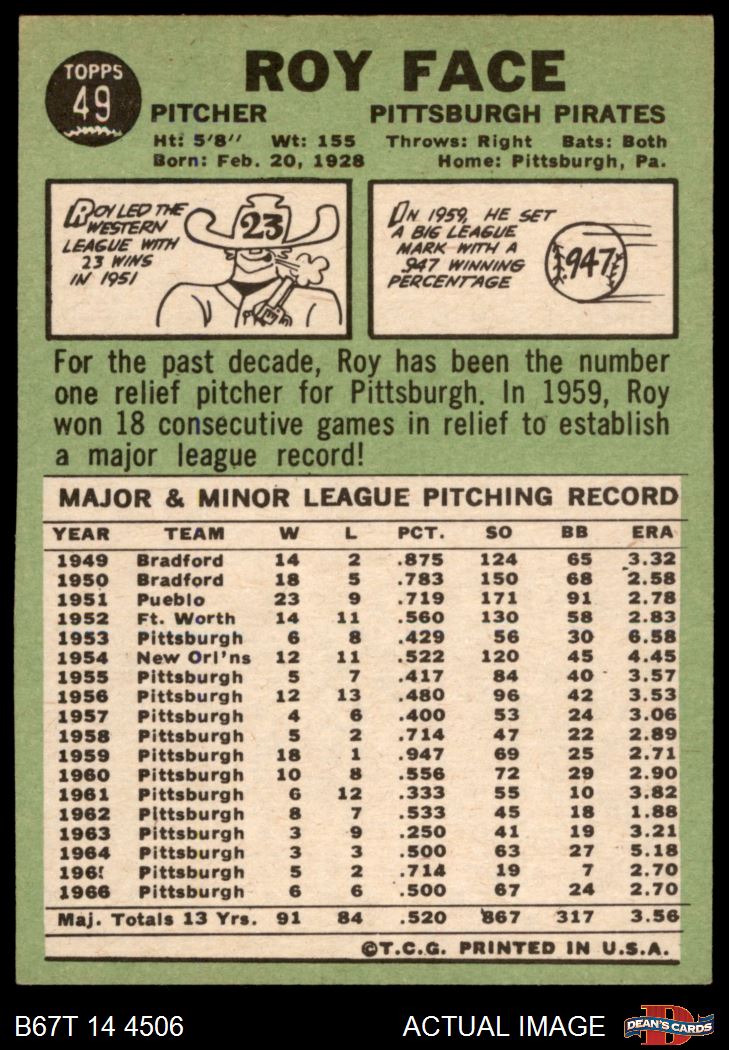 TOPPS
49
ROY FACE
PITCHER PITTSBURGH PIRATES
Ht: 5'8" Wt: 155 Throws: Right Bats: Both
Born: Feb. 20, 1928 Home: Pittsburgh, Pa.
ROY LED THE
WESTERN
LEAGUE WITH
23 WINS
IN 1951
23
IN 1959, HE SET
A BIG LEAGUE
MARK WITH A
.947 WINNING
PERCENTAGE
.947
For the past decade, Roy has been the number
one relief pitcher for Pittsburgh. In 1959, Roy
won 18 consecutive games in relief to establish
a major league record!
MAJOR & MINOR LEAGUE PITCHING RECORD
YEAR TEAM W L PCT. SO BB ERA
1949 Bradford 14 2 .875 124 65 3.32
1950 Bradford 18 5 .783 150 68 2.58
1951 Pueblo 23 9 .719 171 91 2.78
1952 Ft. Worth 14 11 .560 130 58 2.83
1953 Pittsburgh 6 8 .429 56 30 6.58
1954 New Orl'ns 12 11 .522 120 45 4.45
1955 Pittsburgh 5 7 .417 84 40 3.57
1956 Pittsburgh 12 13 .480 96 42 3.53
1957 Pittsburgh 4 6 .400 53 24 3.06
1958 Pittsburgh 5 2 .714 47 22 2.89
1959 Pittsburgh 18 1 .947 69 25 2.71
1960 Pittsburgh 10 8 .556 72 29 2.90
1961 Pittsburgh 6 12 .333 55 10 3.82
1962 Pittsburgh 8 7 .533 45 18 1.88
1963 Pittsburgh 3 9 .250 41 19 3.21
1964 Pittsburgh 3 3 .500 63 27 5.18
1965 Pittsburgh 5 2 .714 19 7 2.70
1966 Pittsburgh 6 6 .500 67 24 2.70
Maj. Totals 13 Yrs. 91 84 .520 867 317 3.56
©T.C.G. PRINTED IN U.S.A.
B67T 14 4506 ACTUAL IMAGE
D
DEAN'S CARDS